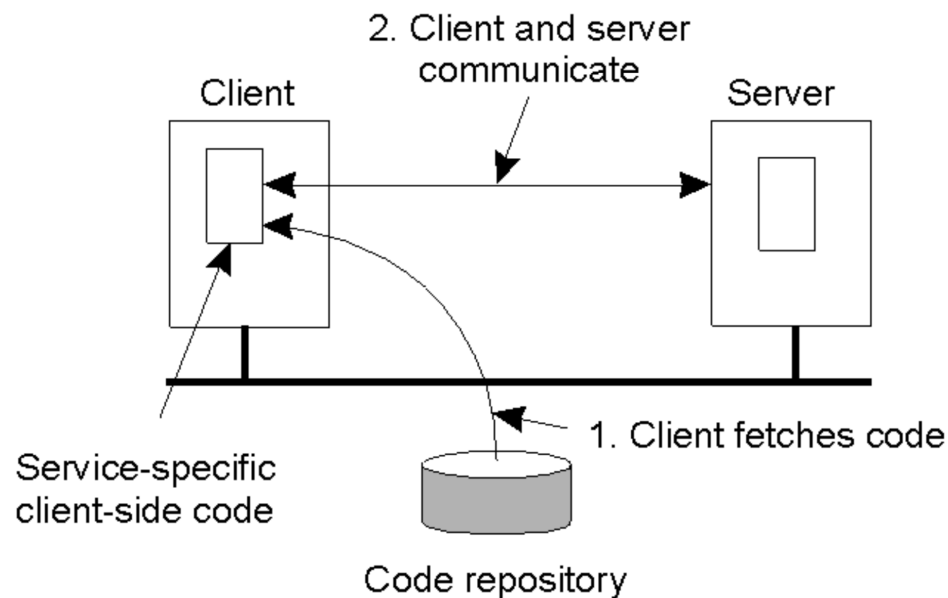 2. Client and server
communicate
Client
Server
1. Client fetches code
Service-specific
client-side code
Code repository